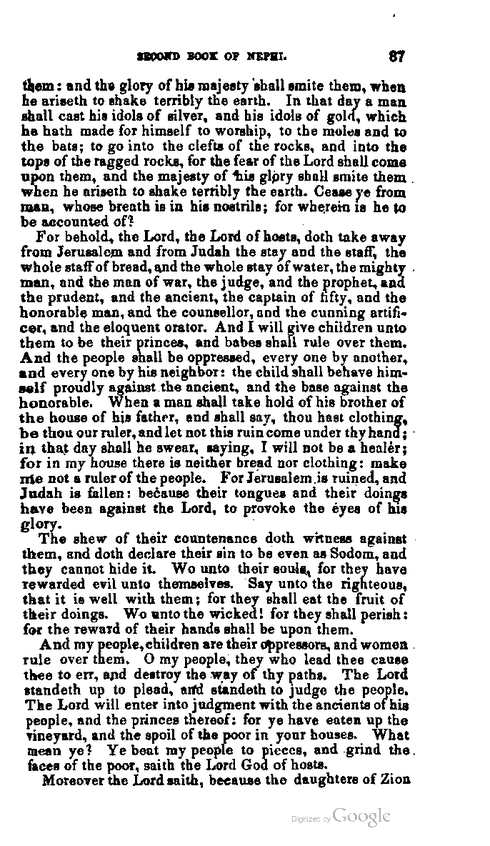 SECOND BOOK OF NEPHI. 87
them: and the glory of his majesty shall smite them, when
he ariseth to shake terribly the earth. In that day a man
shall cast his idols of silver, and his idols of gold, which
he hath made for himself to worship, to the moles and to
the bats; to go into the clefts of the rocks, and into the
tops of the ragged rocks, for the fear of the Lord shall come
upon them, and the majesty of his glory shall smite them
when he ariseth to shake terribly the earth. Cease ye from
man, whose breath is in his nostrils; for wherein is he to
be accounted of?
For behold, the Lord, the Lord of hosts, doth take away
from Jerusalem and from Judah the stay and the staff, the
whole staff of bread, and the whole stay of water, the mighty
man, and the man of war, the judge, and the prophet, and
the prudent, and the ancient, the captain of fifty, and the
honorable man, and the counsellor, and the cunning artifi-
cer, and the eloquent orator. And I will give children unto
them to be their princes, and babes shall rule over them.
And the people shall be oppressed, every one by another,
and every one by his neighbor: the child shall behave him-
self proudly against the ancient, and the base against the
honorable. When a man shall take hold of his brother of
the house of his father, and shall say, thou hast clothing,
be thou our ruler, and let not this ruin come under thy hand;
in that day shall he swear, saying, I will not be a healer;
for in my house there is neither bread nor clothing: make
me not a ruler of the people. For Jerusalem is ruined, and
Judah is fallen: because their tongues and their doings
have been against the Lord, to provoke the eyes of his
glory.
The shew of their countenance doth witness against
them, and doth declare their sin to be even as Sodom, and
they cannot hide it. Wo unto their souls, for they have
rewarded evil unto themselves. Say unto the righteous,
that it is well with them; for they shall eat the fruit of
their doings. Wo unto the wicked! for they shall perish:
for the reward of their hands shall be upon them.
And my people, children are their oppressors, and women
rule over them. O my people, they who lead thee cause
thee to err, and destroy the way of thy paths. The Lord
standeth up to plead, and standeth to judge the people.
The Lord will enter into judgment with the ancients of his
people, and the princes thereof: for ye have eaten up the
vineyard, and the spoil of the poor in your houses. What
mean ye? Ye beat my people to pieces, and grind the
faces of the poor, saith the Lord God of hosts.
Moreover the Lord saith, because the daughters of Zion
Digitized by Google